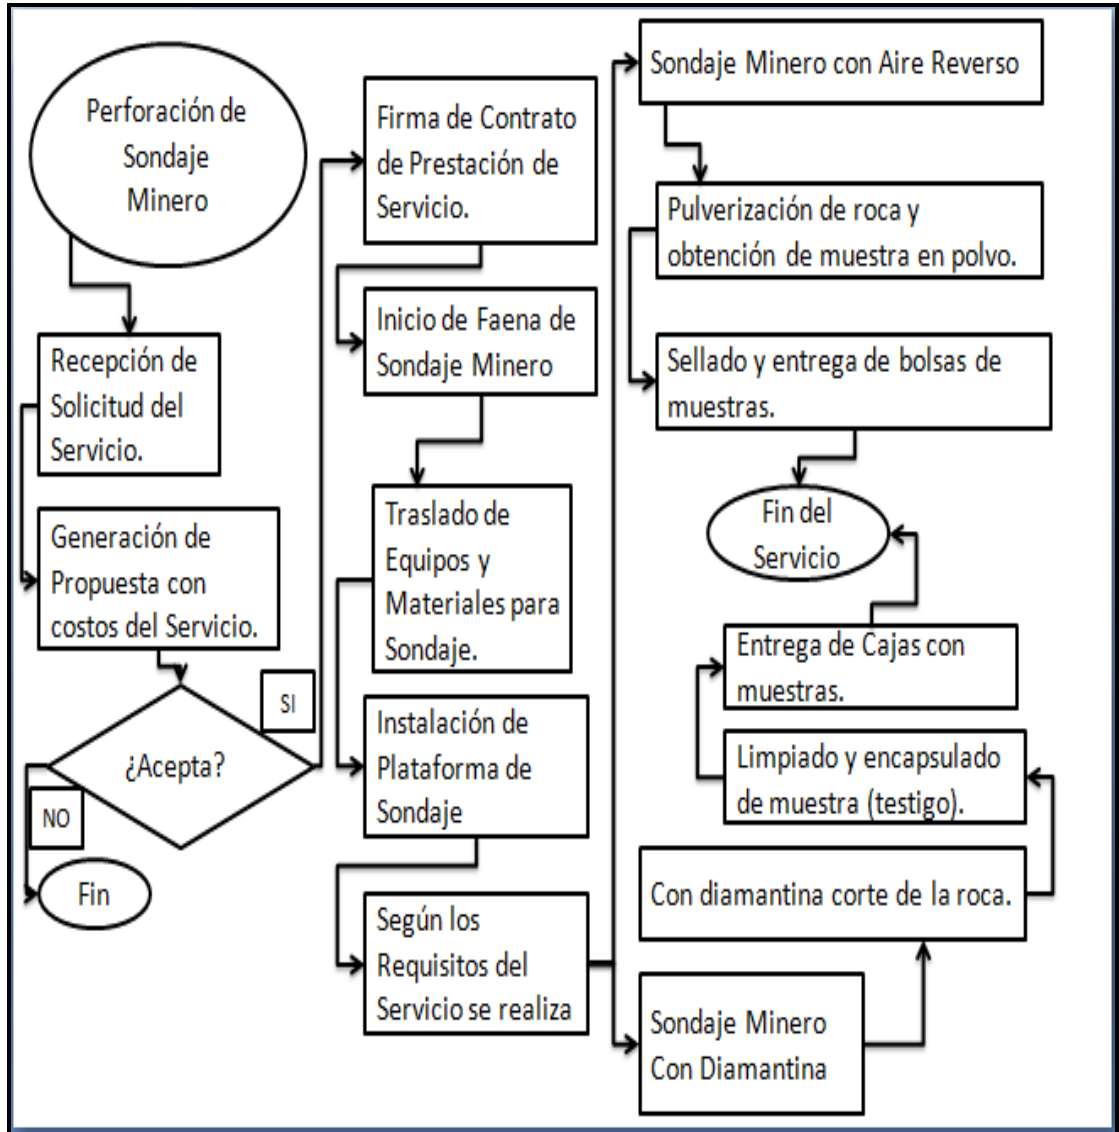 Perforación de
Sondaje
Minero
Recepción de
Solicitud del
Servicio.
Generación de
Propuesta con
costos del Servicio.
¿Acepta?
SI
NO
Fin
Firma de Contrato
de Prestación de
Servicio.
Inicio de Faena de
Sondaje Minero
Traslado de
Equipos y
Materiales para
Sondaje.
Instalación de
Plataforma de
Sondaje
Según los
Requisitos del
Servicio se realiza
Sondaje Minero con Aire Reverso
Pulverización de roca y
obtención de muestra en polvo.
Sellado y entrega de bolsas de
muestras.
Fin del
Servicio
Entrega de Cajas con
muestras.
Limpiado y encapsulado
de muestra (testigo).
Con diamantina corte de la roca.
Sondaje Minero
Con Diamantina